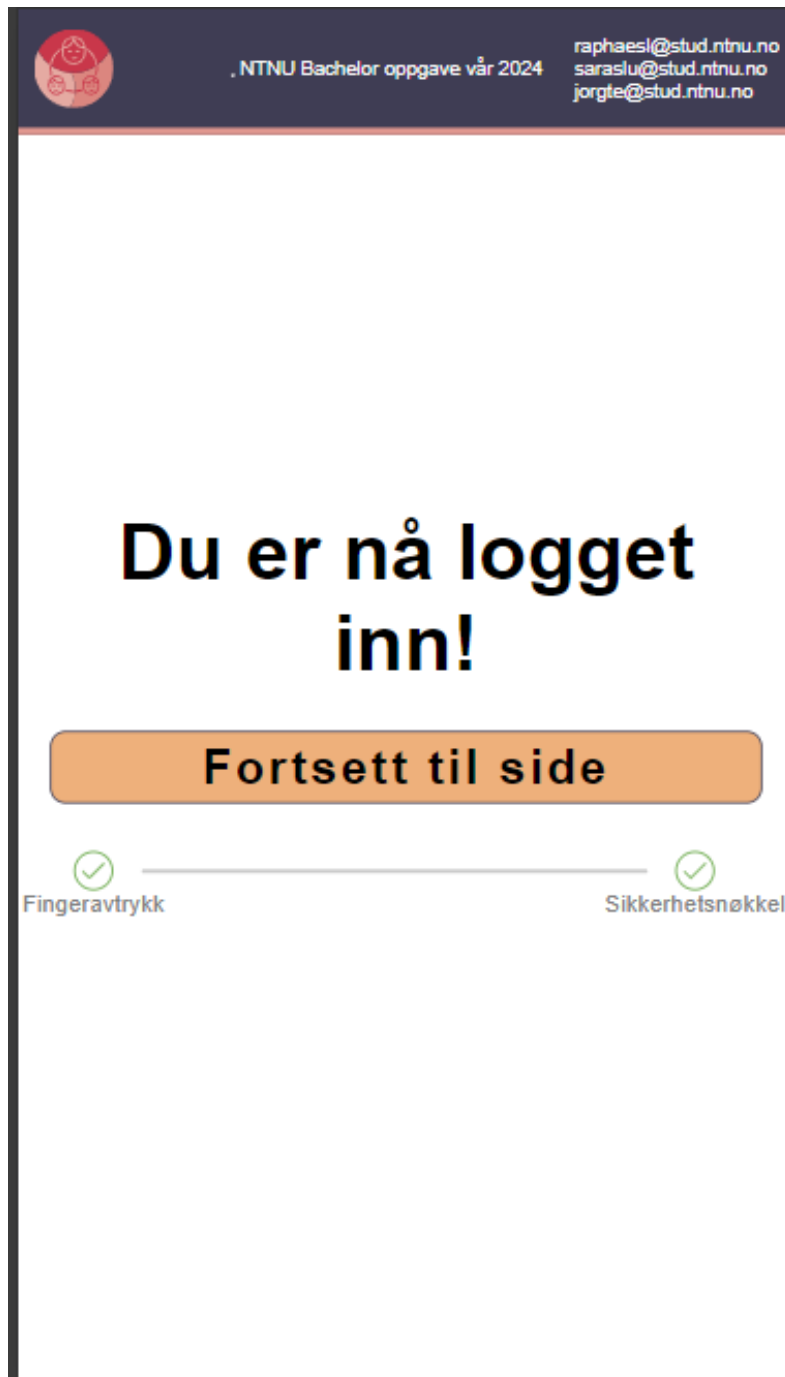 , NTNU Bachelor oppgave vår 2024
raphaesl@stud.ntnu.no
saraslu@stud.ntnu.no
jorgte@stud.ntnu.no
Du er nå logget
inn!
Fortsett til side
Fingeravtrykk
Sikkerhetsnøkkel